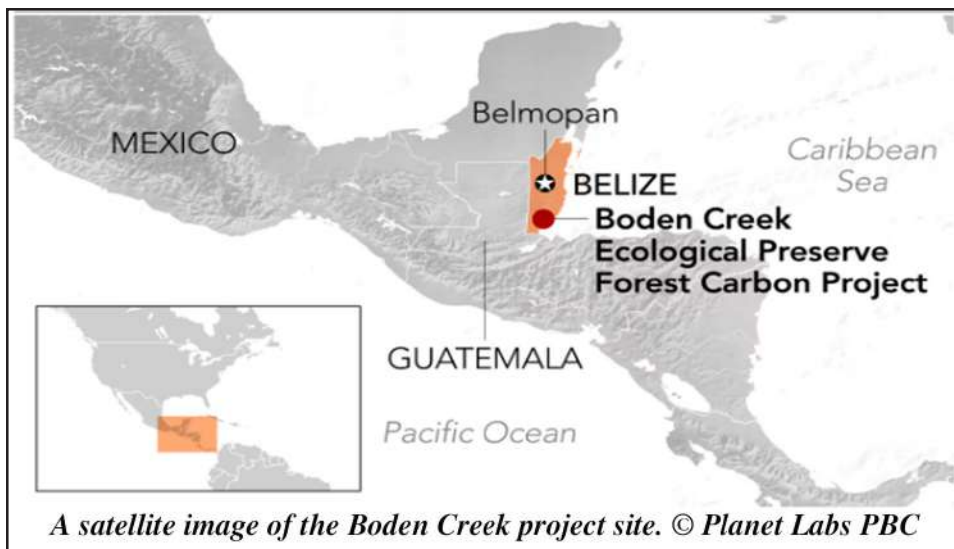 Belmopan
MEXICO
Caribbean
Sea
BELIZE
Boden Creek
Ecological Preserve
Forest Carbon Project
GUATEMALA
Pacific Ocean
A satellite image of the Boden Creek project site. © Planet Labs PBC